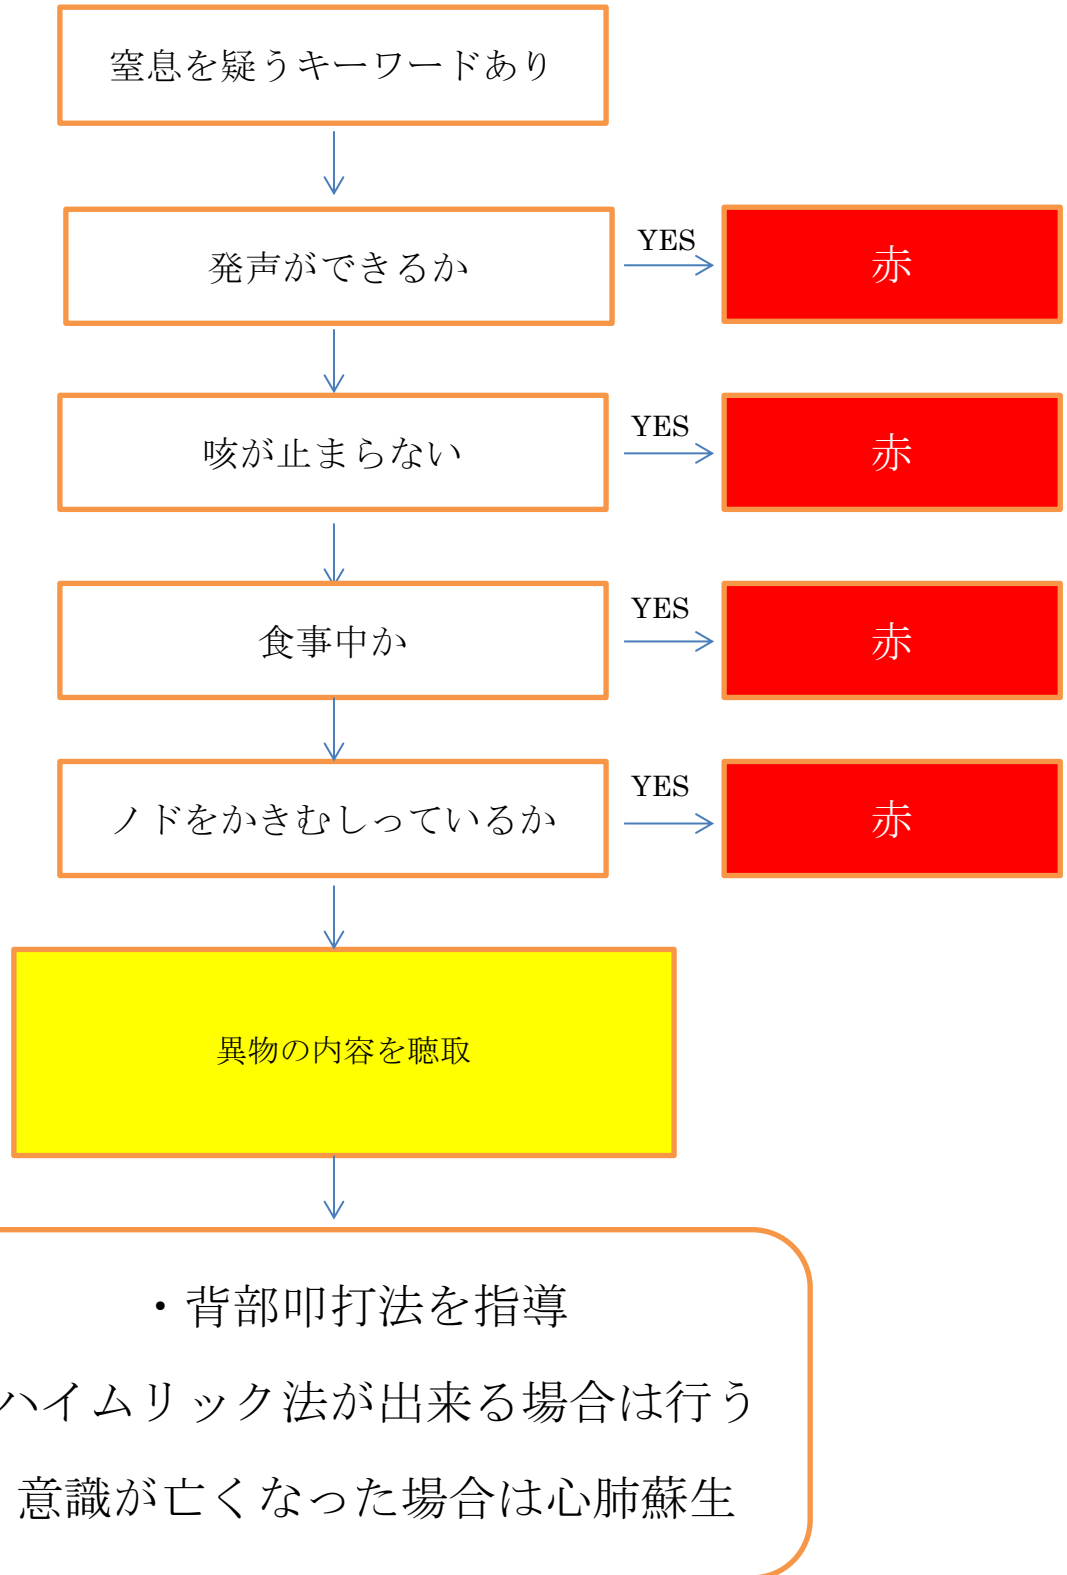 窒息を疑うキーワードあり
発声ができるか
YES
赤
咳が止まらない
YES
赤
食事中か
YES
赤
ノドをかきむしっているか
YES
赤
異物の内容を聴取
・背部叩打法を指導
ハイムリック法が出来る場合は行う
意識が亡くなった場合は心肺蘇生